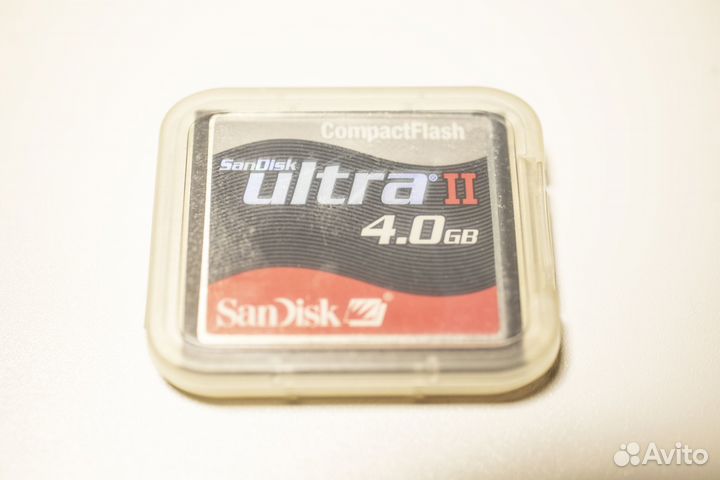 CompactFlash
SanDisk
ultra® II
4.0GB
SanDisk®
Avito